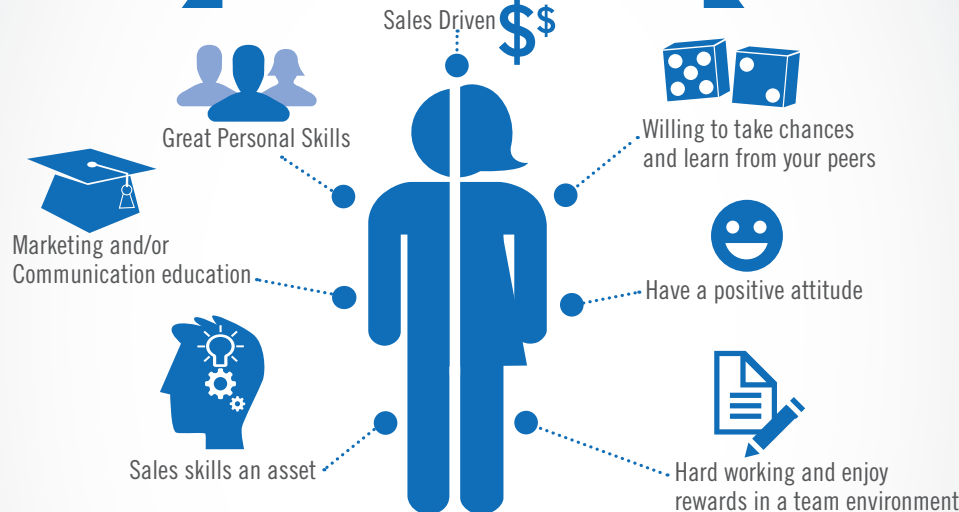 Sales Driven $$
Great Personal Skills
Willing to take chances
and learn from your peers
Marketing and/or
Communication education
Have a positive attitude
Sales skills an asset
Hard working and enjoy
rewards in a team environment